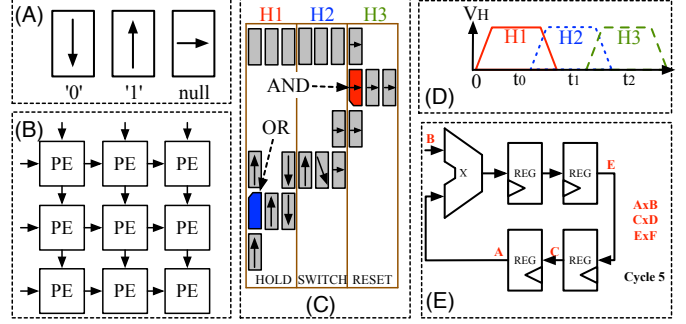 (A)
'0' '1' null
(B)
PE PE PE
PE PE PE
PE PE PE
H1 H2 H3
AND
OR
HOLD SWITCH RESET
(C)
VH
H1 H2 H3
0 t0 t1 t2
(D)
B
X REG REG E
AxB
CxD
ExF
A REG C REG
Cycle 5
(E)